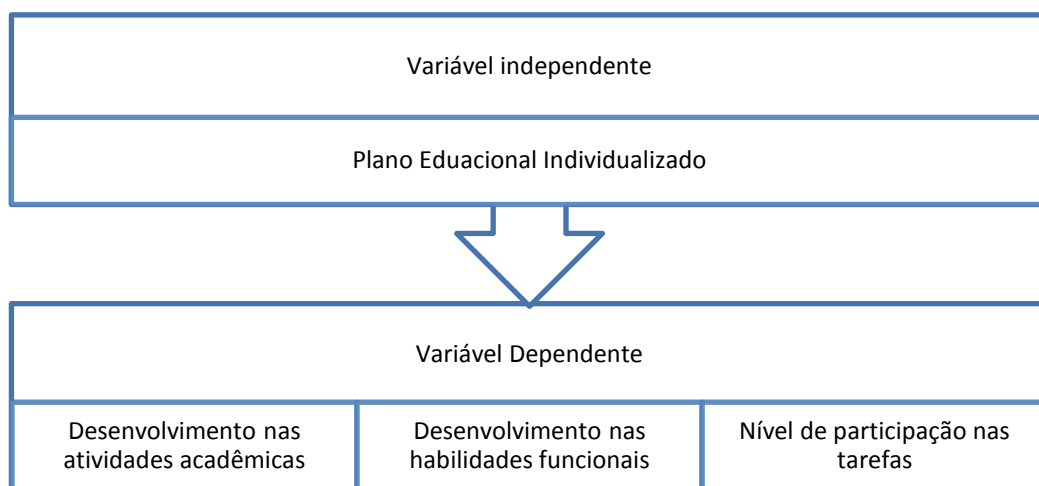 Variável independente
Plano Eduacional Individualizado
Variável Dependente
Desenvolvimento nas
atividades acadêmicas
Desenvolvimento nas
habilidades funcionais
Nível de participação nas
tarefas